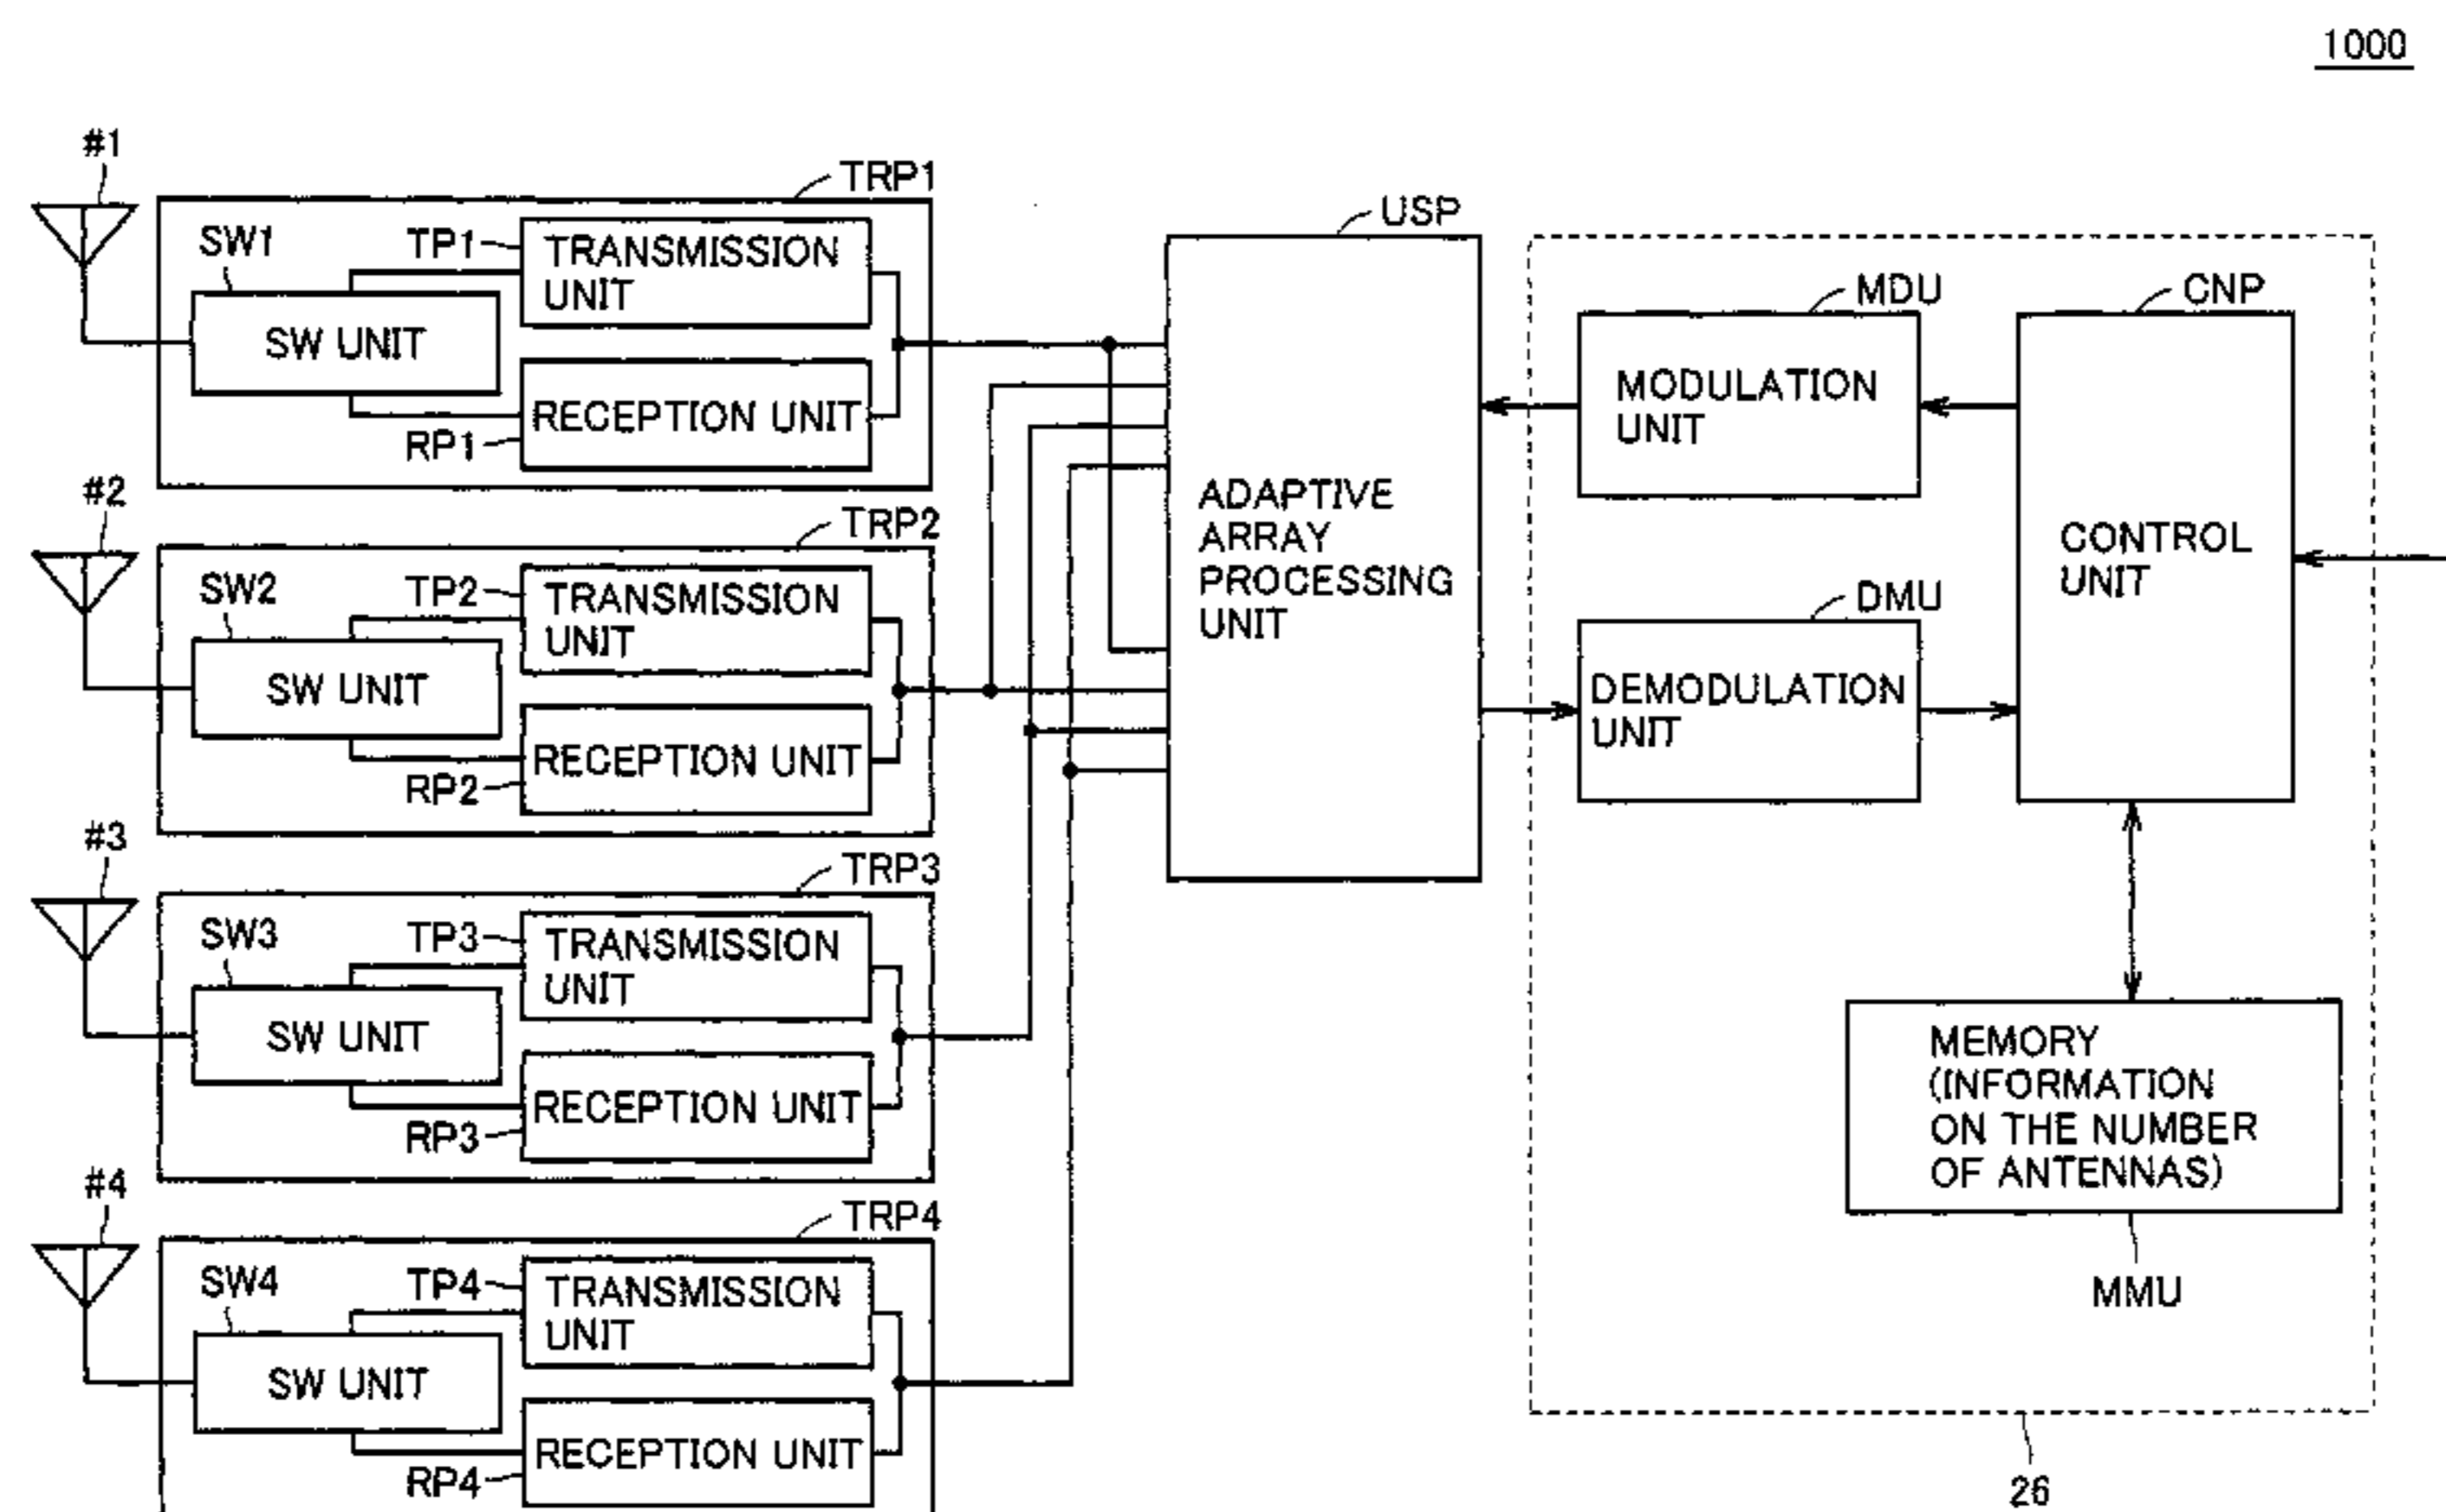 1000
#1
TRP1
SW1
TP1
TRANSMISSION
UNIT
SW UNIT
RECEPTION UNIT
RP1
#2
TRP2
SW2
TP2
TRANSMISSION
UNIT
SW UNIT
RECEPTION UNIT
RP2
#3
TRP3
SW3
TP3
TRANSMISSION
UNIT
SW UNIT
RECEPTION UNIT
RP3
#4
TRP4
SW4
TP4
TRANSMISSION
UNIT
SW UNIT
RECEPTION UNIT
RP4
USP
ADAPTIVE
ARRAY
PROCESSING
UNIT
MDU
MODULATION
UNIT
CNP
CONTROL
UNIT
DMU
DEMODULATION
UNIT
MEMORY
(INFORMATION
ON THE NUMBER
OF ANTENNAS)
MMU
26